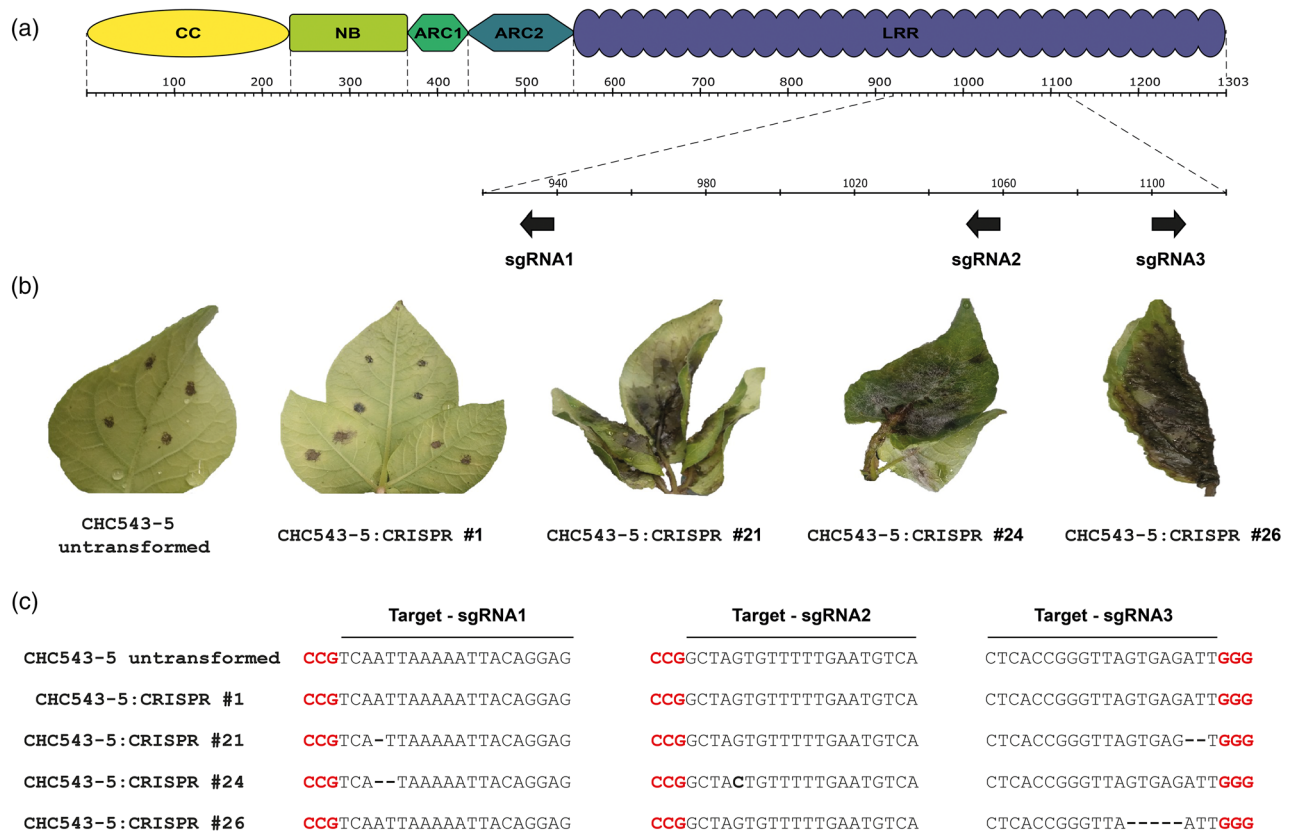 (a)
CC NB ARC1 ARC2 LRR
100 200 300 400 500 600 700 800 900 1000 1100 1200 1303
940 980 1020 1060 1100
sgRNA1 sgRNA2 sgRNA3
(b)
CHC543-5 untransformed
CHC543-5:CRISPR #1
CHC543-5:CRISPR #21
CHC543-5:CRISPR #24
CHC543-5:CRISPR #26
(c)
Target - sgRNA1 Target - sgRNA2 Target - sgRNA3
CHC543-5 untransformed CCGTCAATTAAAAATTACAGGAG CCGGCTAGTGTTTTTGAATGTCA CTCACCGGGTTAGTGAGATTGGG
CHC543-5:CRISPR #1 CCGTCAATTAAAAATTACAGGAG CCGGCTAGTGTTTTTGAATGTCA CTCACCGGGTTAGTGAGATTGGG
CHC543-5:CRISPR #21 CCGTCA-TTAAAAATTACAGGAG CCGGCTAGTGTTTTTGAATGTCA CTCACCGGGTTAGTGAG--TGGG
CHC543-5:CRISPR #24 CCGTCA--TAAAAATTACAGGAG CCGGCTACTGTTTTTGAATGTCA CTCACCGGGTTAGTGAGATTGGG
CHC543-5:CRISPR #26 CCGTCAATTAAAAATTACAGGAG CCGGCTAGTGTTTTTGAATGTCA CTCACCGGGTTA-----ATTGGG